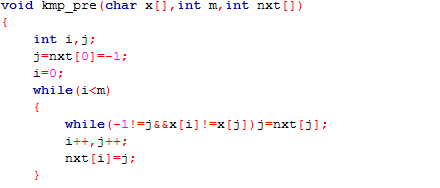 void kmp_pre(char x[],int m,int nxt[])
{
int i,j;
j=nxt[0]=-1;
i=0;
while(i<m)
{
while(-1!=j&&x[i]!=x[j])j=nxt[j];
i++,j++;
nxt[i]=j;
}